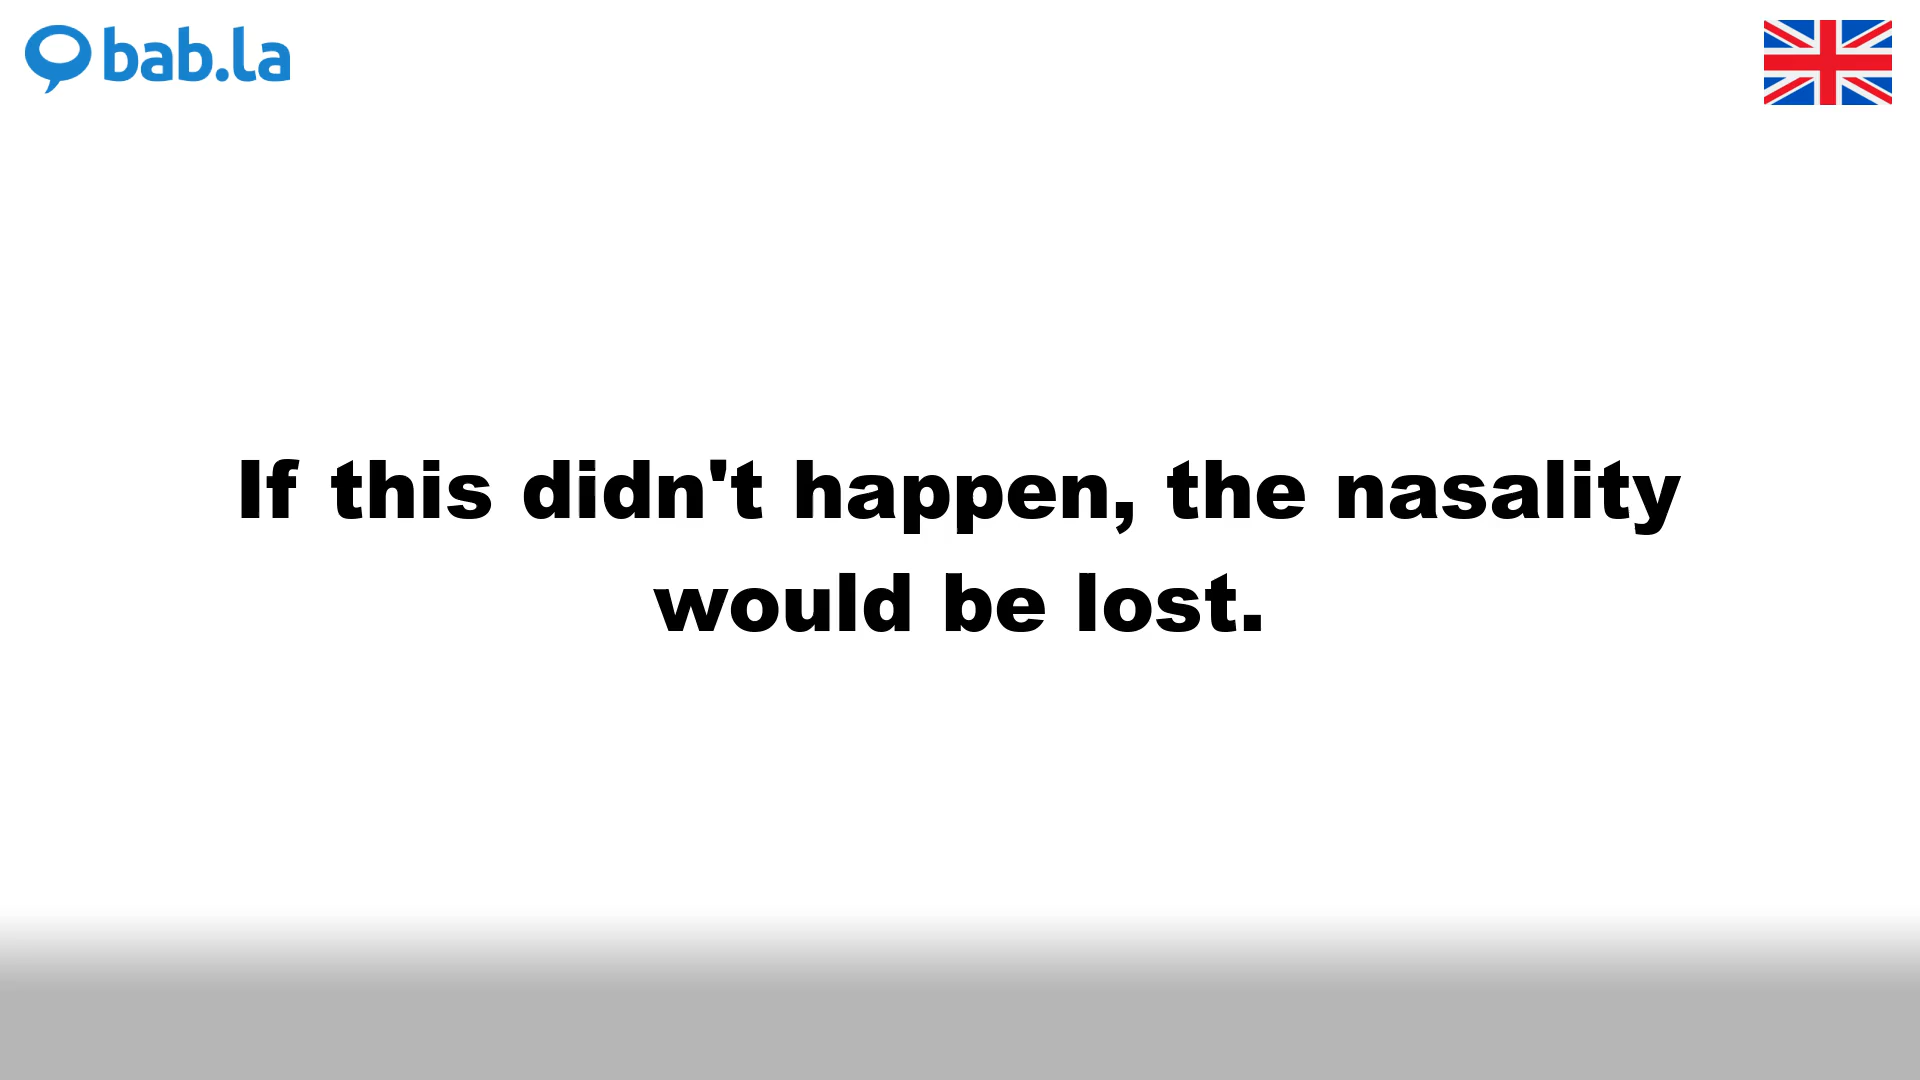 bab.la
If this didn't happen, the nasality
would be lost.